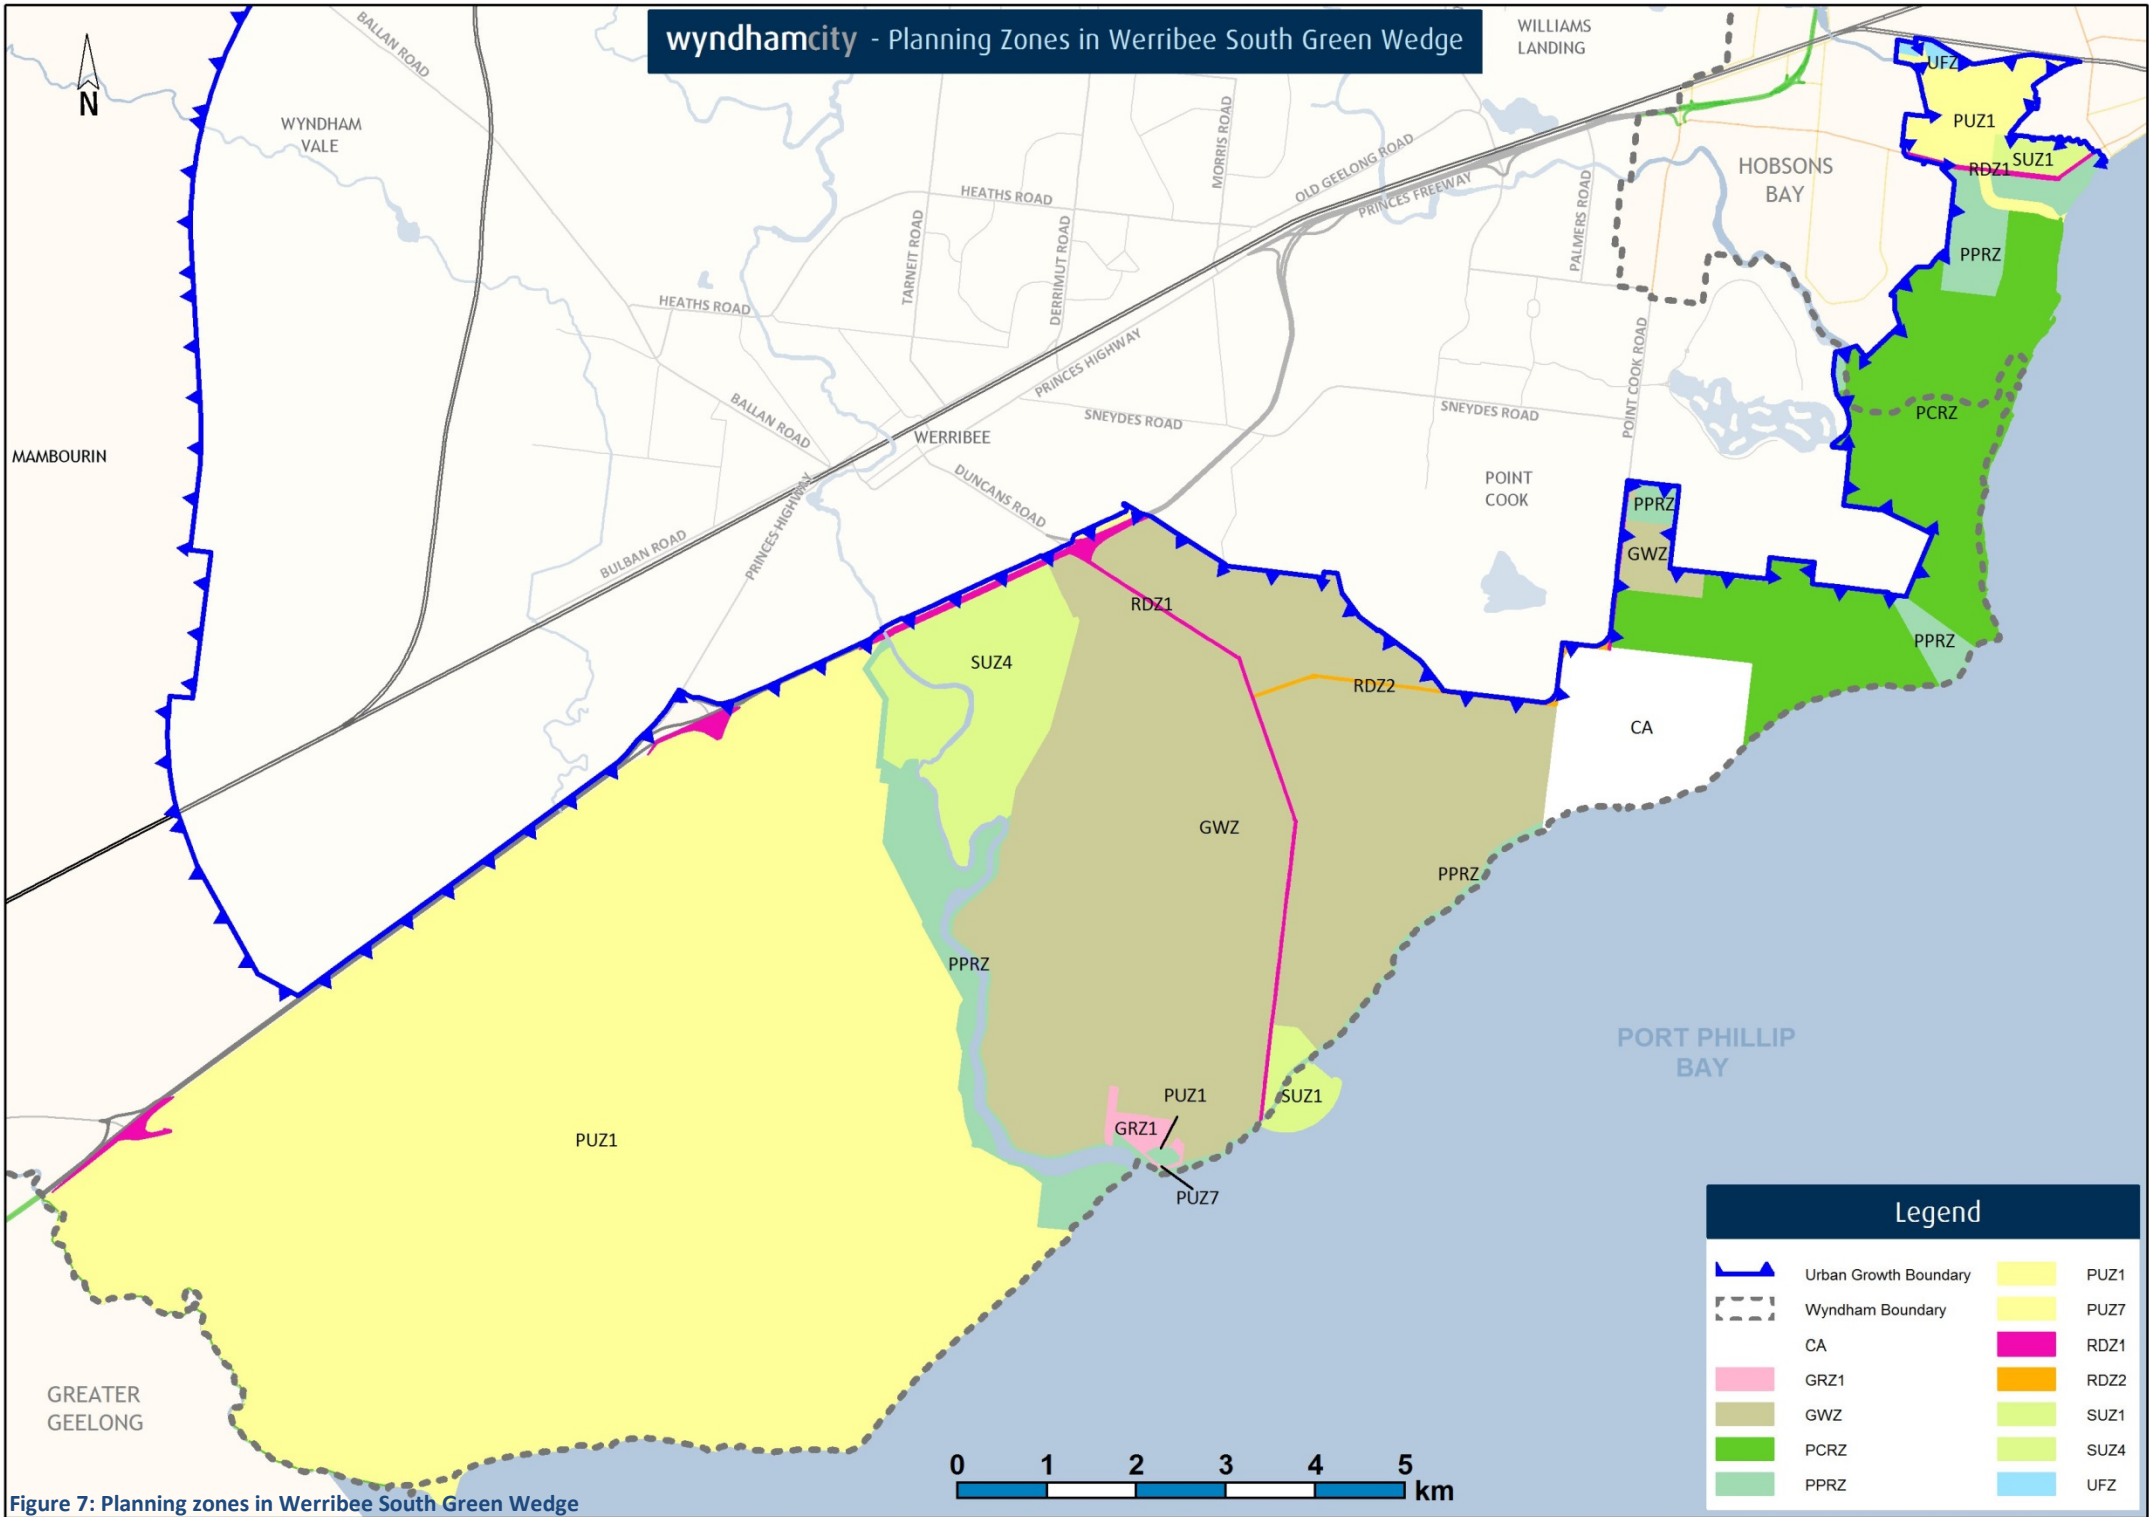 wyndhamcity - Planning Zones in Werribee South Green Wedge
N
BALLAN ROAD
WILLIAMS
LANDING
WYNDHAM
VALE
MORRIS ROAD
OLD GEELONG ROAD
PRINCES FREEWAY
PALMERS ROAD
HOBSONS
BAY
UFZ
PUZ1
SUZ1
RDZ1
PPRZ
HEATHS ROAD
TARNEIT ROAD
DERRIMUT ROAD
HEATHS ROAD
PRINCES HIGHWAY
POINT COOK ROAD
SNEYDES ROAD
SNEYDES ROAD
BALLAN ROAD
WERRIBEE
PCRZ
MAMBOURIN
DUNCANS ROAD
POINT
COOK
PRINCES HIGHWAY
BULBAN ROAD
PPRZ
GWZ
RDZ1
PPRZ
SUZ4
RDZ2
CA
GWZ
PPRZ
PPRZ
PORT PHILLIP
BAY
PUZ1
SUZ1
GRZ1
PUZ1
PUZ7
GREATER
GEELONG
0 1 2 3 4 5
km
Legend
Urban Growth Boundary
Wyndham Boundary
CA
GRZ1
GWZ
PCRZ
PPRZ
PUZ1
PUZ7
RDZ1
RDZ2
SUZ1
SUZ4
UFZ
Figure 7: Planning zones in Werribee South Green Wedge